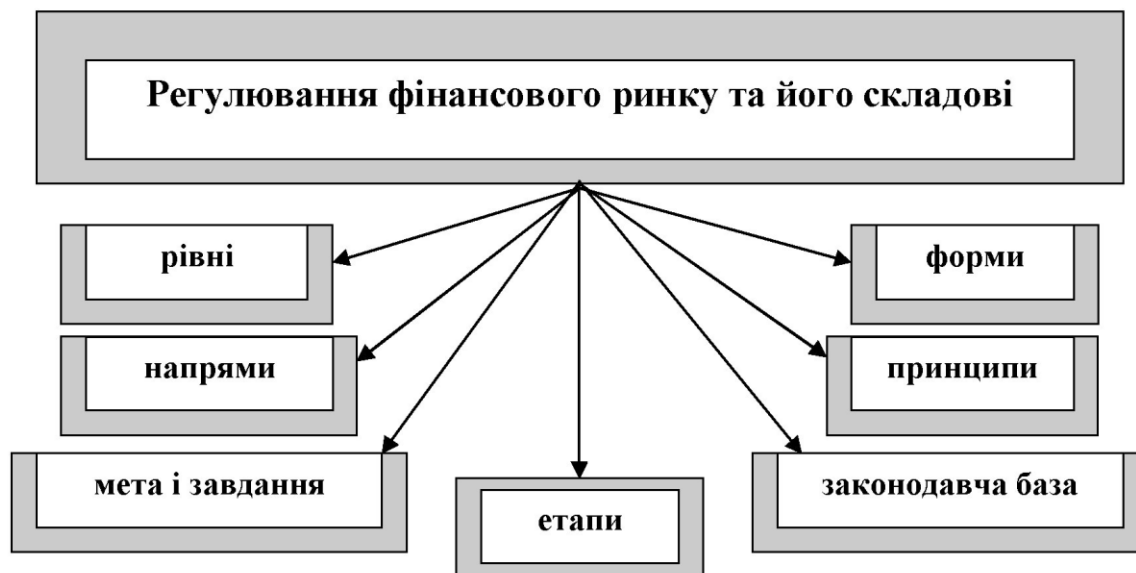 Регулювання фінансового ринку та його складові
рівні
форми
напрями
принципи
мета і завдання
законодавча база
етапи